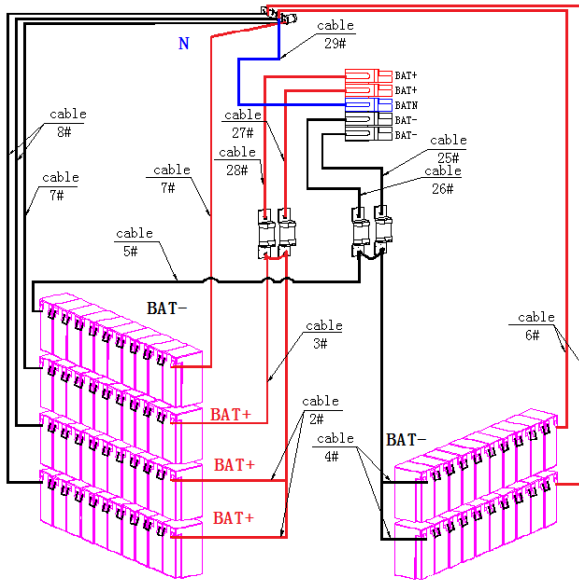 cable
29#
N
BAT+
BAT+
BATN
BAT-
BAT-
cable
8#
cable
27#
cable
28#
cable
25#
cable
26#
cable
7#
cable
7#
cable
5#
BAT-
cable
3#
cable
6#
BAT+
cable
2#
cable
4#
BAT-
BAT+
BAT+